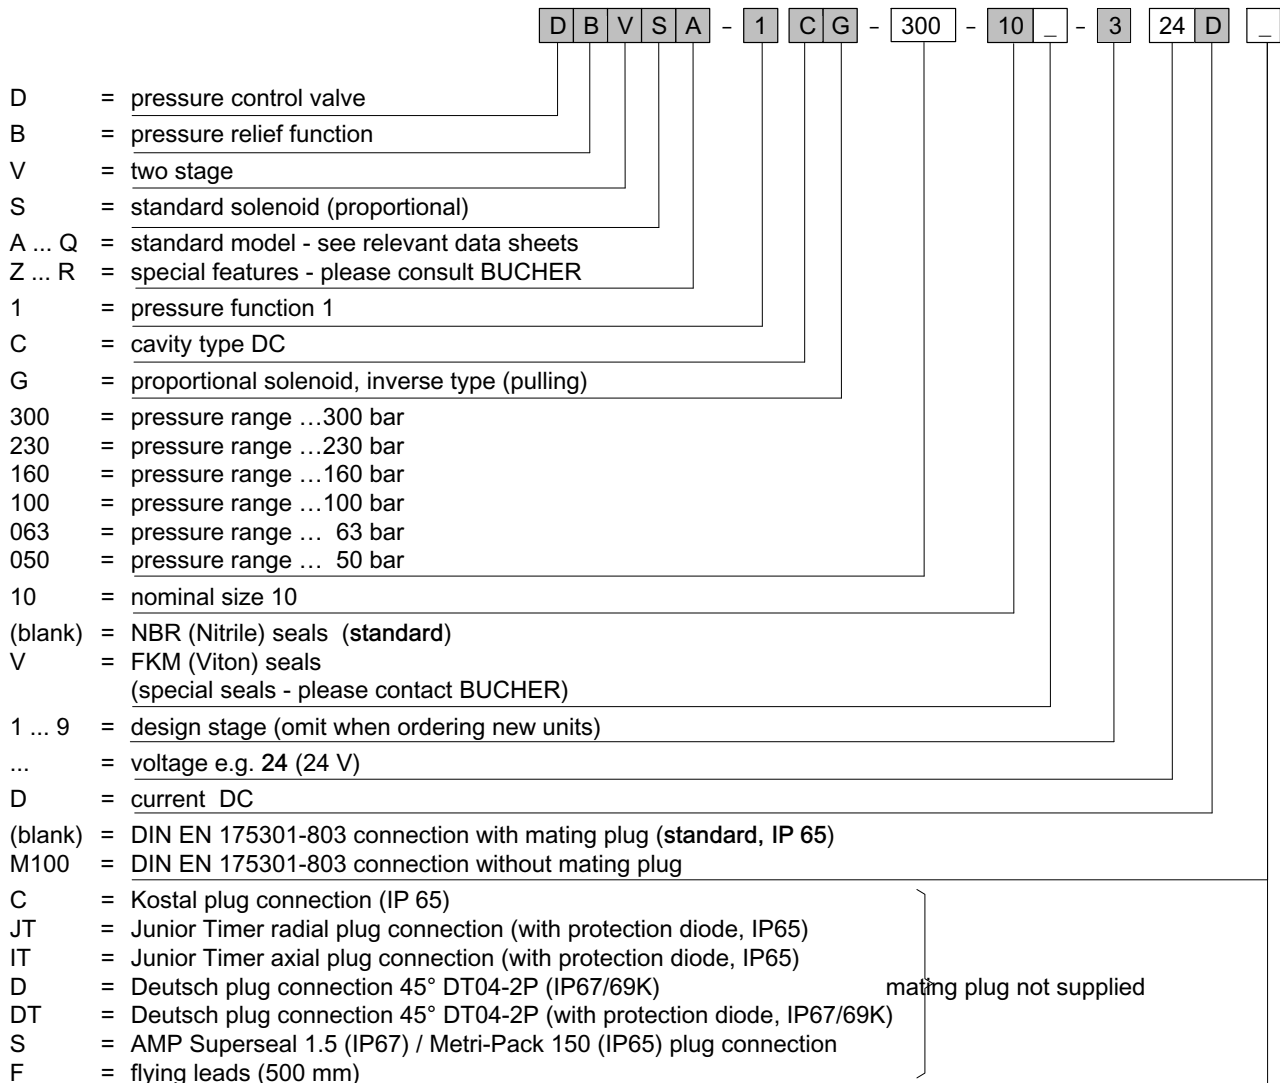 D B V S A - 1 C G - 300 - 10 _ - 3 24 D _
D = pressure control valve
B = pressure relief function
V = two stage
S = standard solenoid (proportional)
A ... Q = standard model - see relevant data sheets
Z ... R = special features - please consult BUCHER
1 = pressure function 1
C = cavity type DC
G = proportional solenoid, inverse type (pulling)
300 = pressure range …300 bar
230 = pressure range …230 bar
160 = pressure range …160 bar
100 = pressure range …100 bar
063 = pressure range … 63 bar
050 = pressure range … 50 bar
10 = nominal size 10
(blank) = NBR (Nitrile) seals (standard)
V = FKM (Viton) seals
(special seals - please contact BUCHER)
1 ... 9 = design stage (omit when ordering new units)
... = voltage e.g. 24 (24 V)
D = current DC
(blank) = DIN EN 175301-803 connection with mating plug (standard, IP 65)
M100 = DIN EN 175301-803 connection without mating plug
C = Kostal plug connection (IP 65)
JT = Junior Timer radial plug connection (with protection diode, IP65)
IT = Junior Timer axial plug connection (with protection diode, IP65)
D = Deutsch plug connection 45° DT04-2P (IP67/69K) mating plug not supplied
DT = Deutsch plug connection 45° DT04-2P (with protection diode, IP67/69K)
S = AMP Superseal 1.5 (IP67) / Metri-Pack 150 (IP65) plug connection
F = flying leads (500 mm)